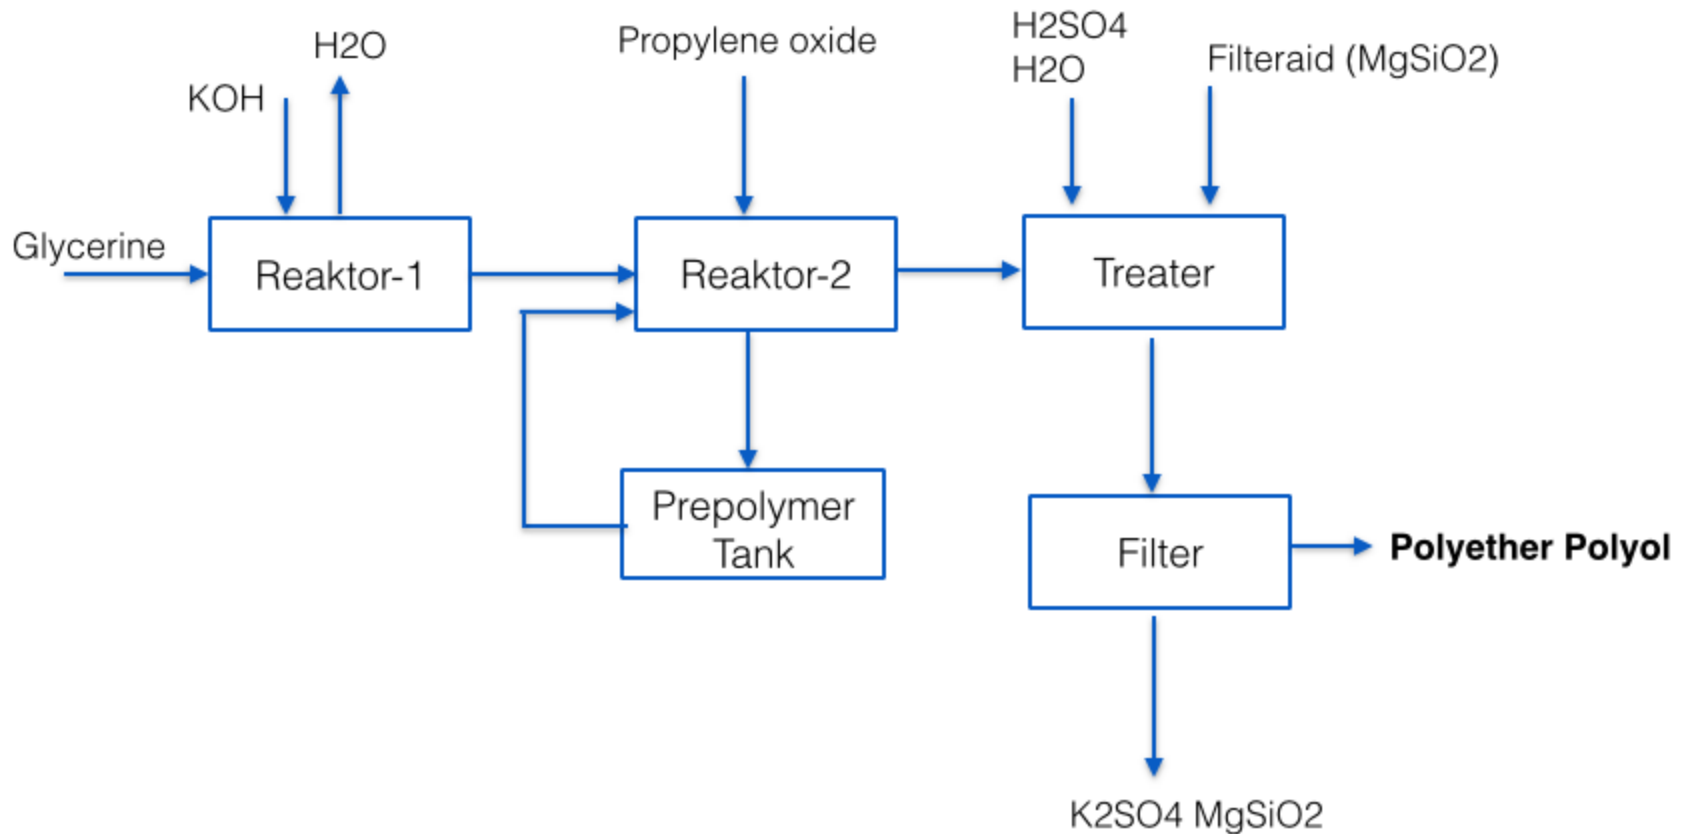 H2O
KOH
Propylene oxide
H2SO4
H2O
Filteraid (MgSiO2)
Glycerine
Reaktor-1
Reaktor-2
Treater
Prepolymer
Tank
Filter
Polyether Polyol
K2SO4 MgSiO2